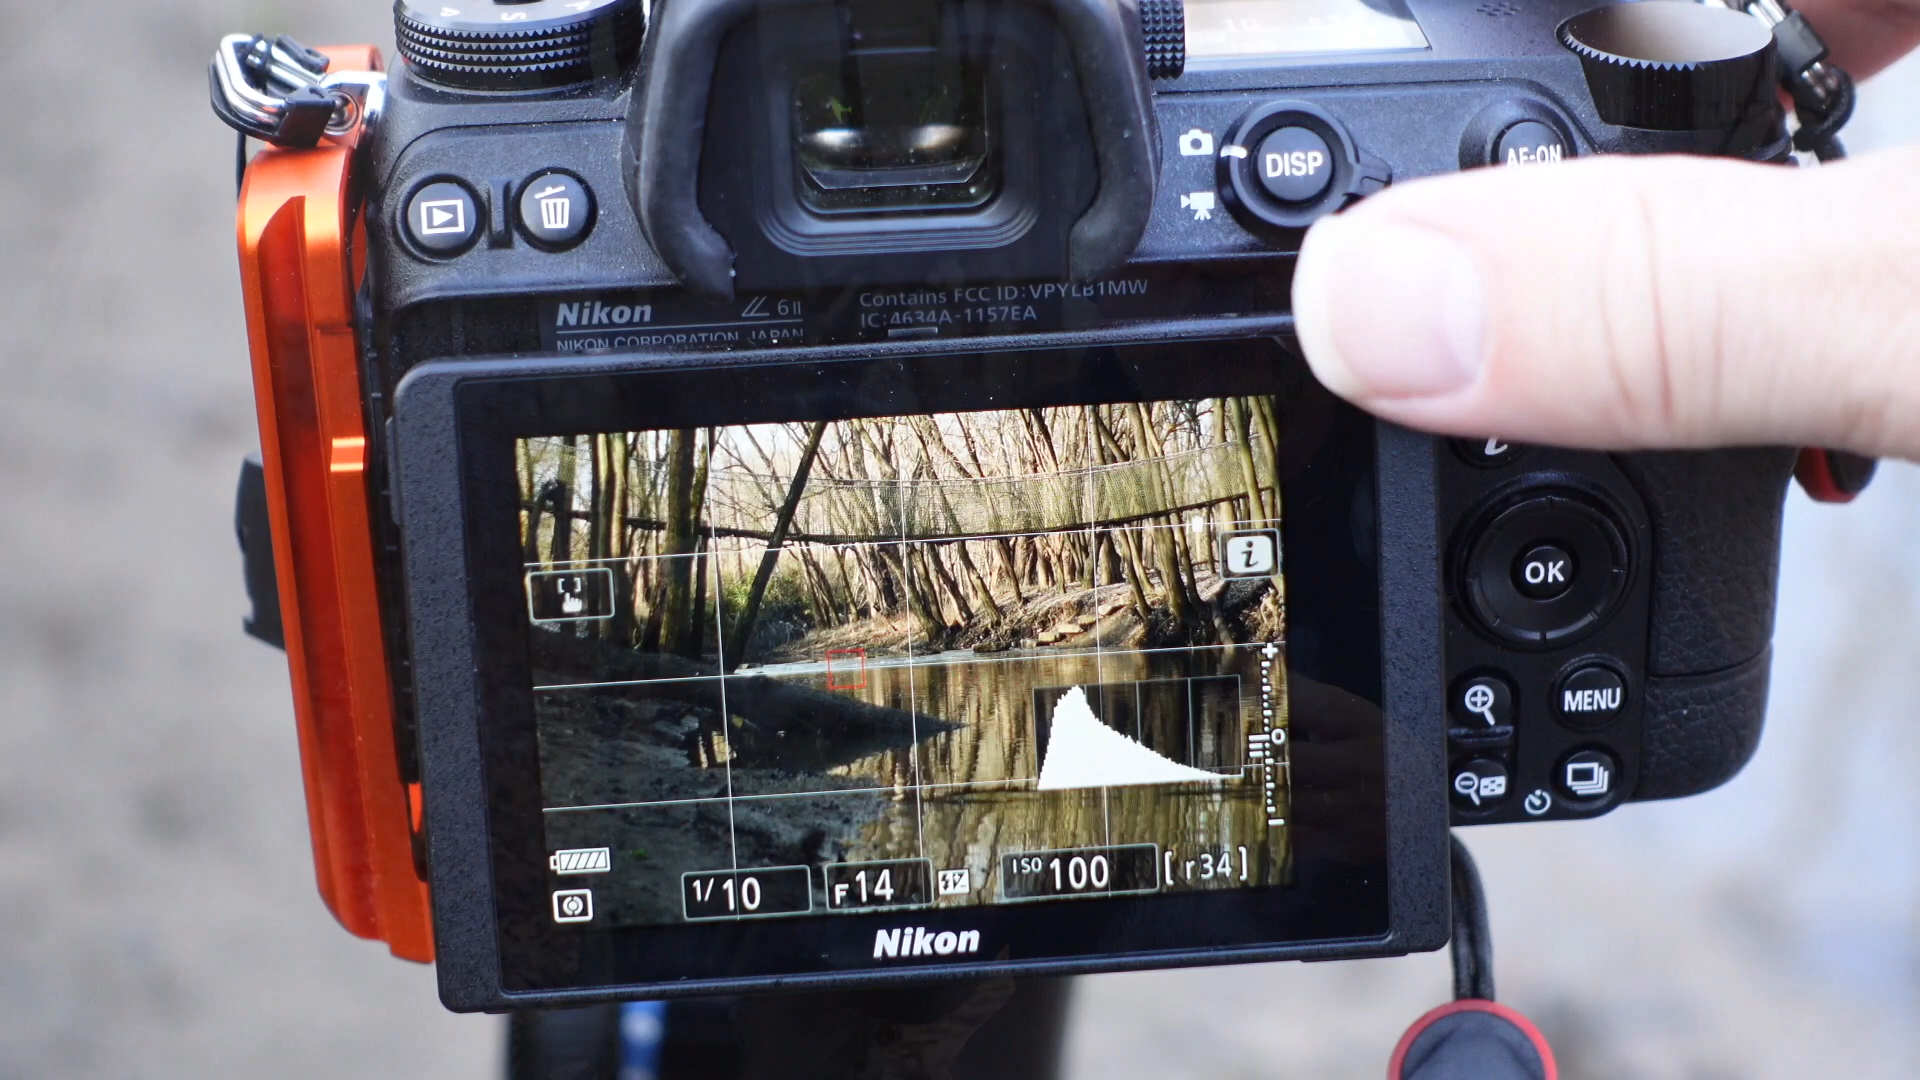 DISP
AF-ON
Nikon Z 6II
NIKON CORPORATION JAPAN
Contains FCC ID:VPYLB1MW
IC:4634A-1157EA
i
i
OK
MENU
1/10 F14 ISO 100 [r34]
Nikon